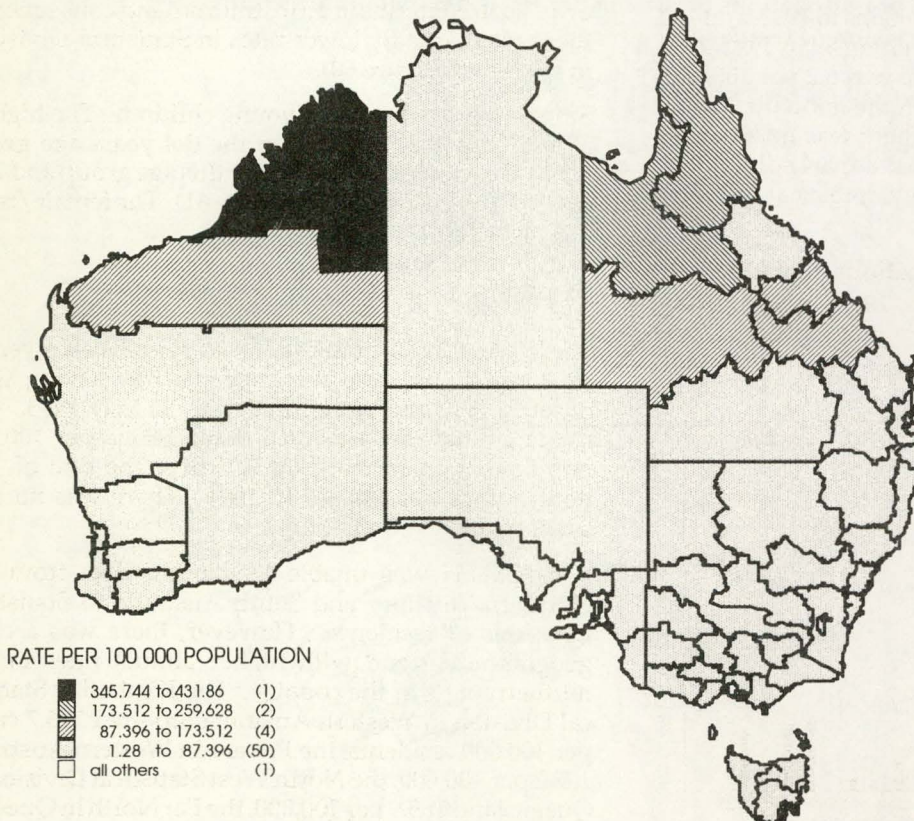 RATE PER 100 000 POPULATION
345.744 to 431.86 (1)
173.512 to 259.628 (2)
87.396 to 173.512 (4)
1.28 to 87.396 (50)
all others (1)